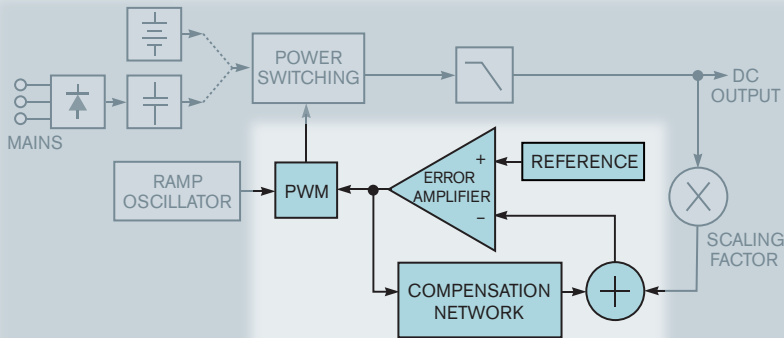 POWER
SWITCHING
DC
OUTPUT
MAINS
RAMP
OSCILLATOR
PWM
+
ERROR
AMPLIFIER
−
REFERENCE
X
SCALING
FACTOR
COMPENSATION
NETWORK
+